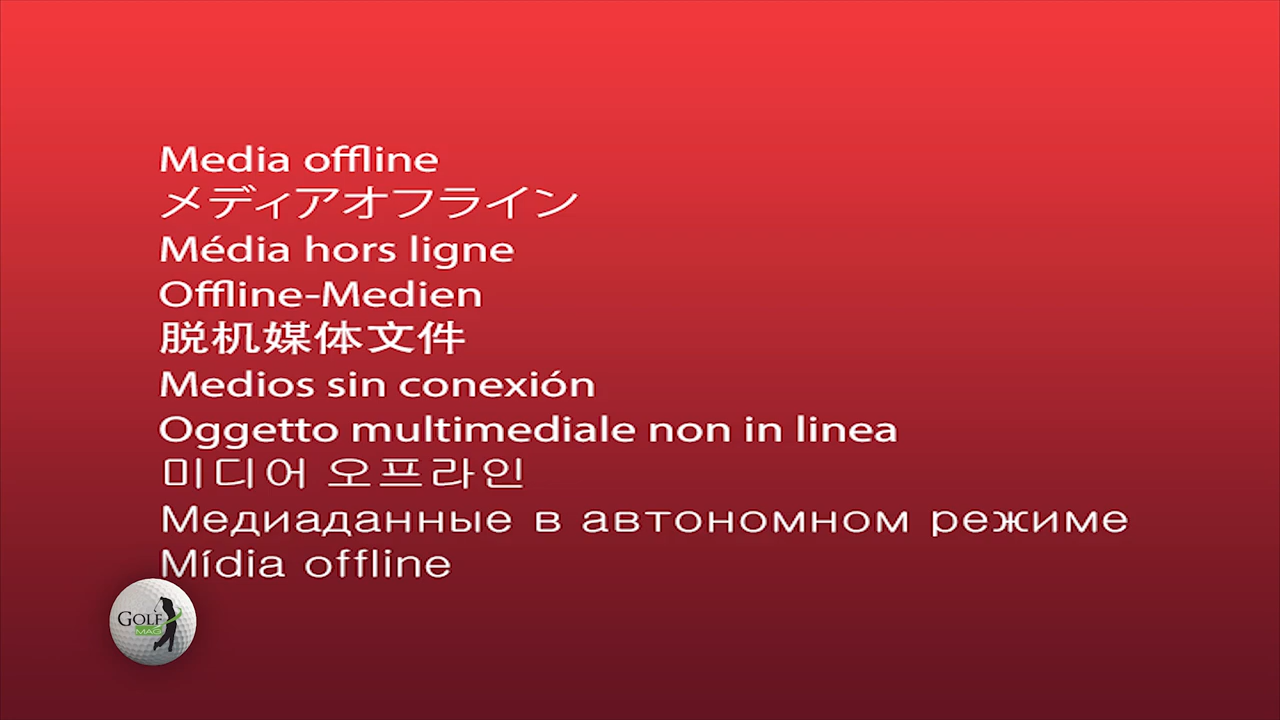 Media offline
メディアオフライン
Média hors ligne
Offline-Medien
脱机媒体文件
Medios sin conexión
Oggetto multimediale non in linea
미디어 오프라인
Медиаданные в автономном режиме
Mídia offline
GOLF
MAG